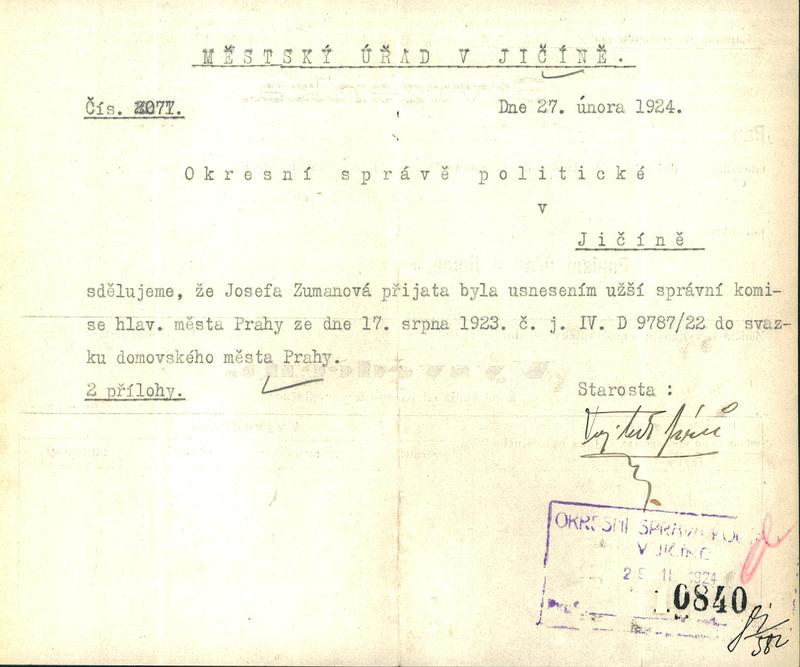 MĚSTSKÝ ÚŘAD V JIČÍNĚ.
Čís. Dne 27. února 1924.
Okresní správě politické
v
Jičíně
sdělujeme, že Josefa Zumanová přijata byla usnesením užší správní komi-
se hlav. města Prahy ze dne 17. srpna 1923. č. j. IV. D 9787/22 do svaz-
ku domovského města Prahy.
2 přílohy. Starosta :
OKRESNÍ SPRÁVA
V JIČÍNĚ
1924
0840